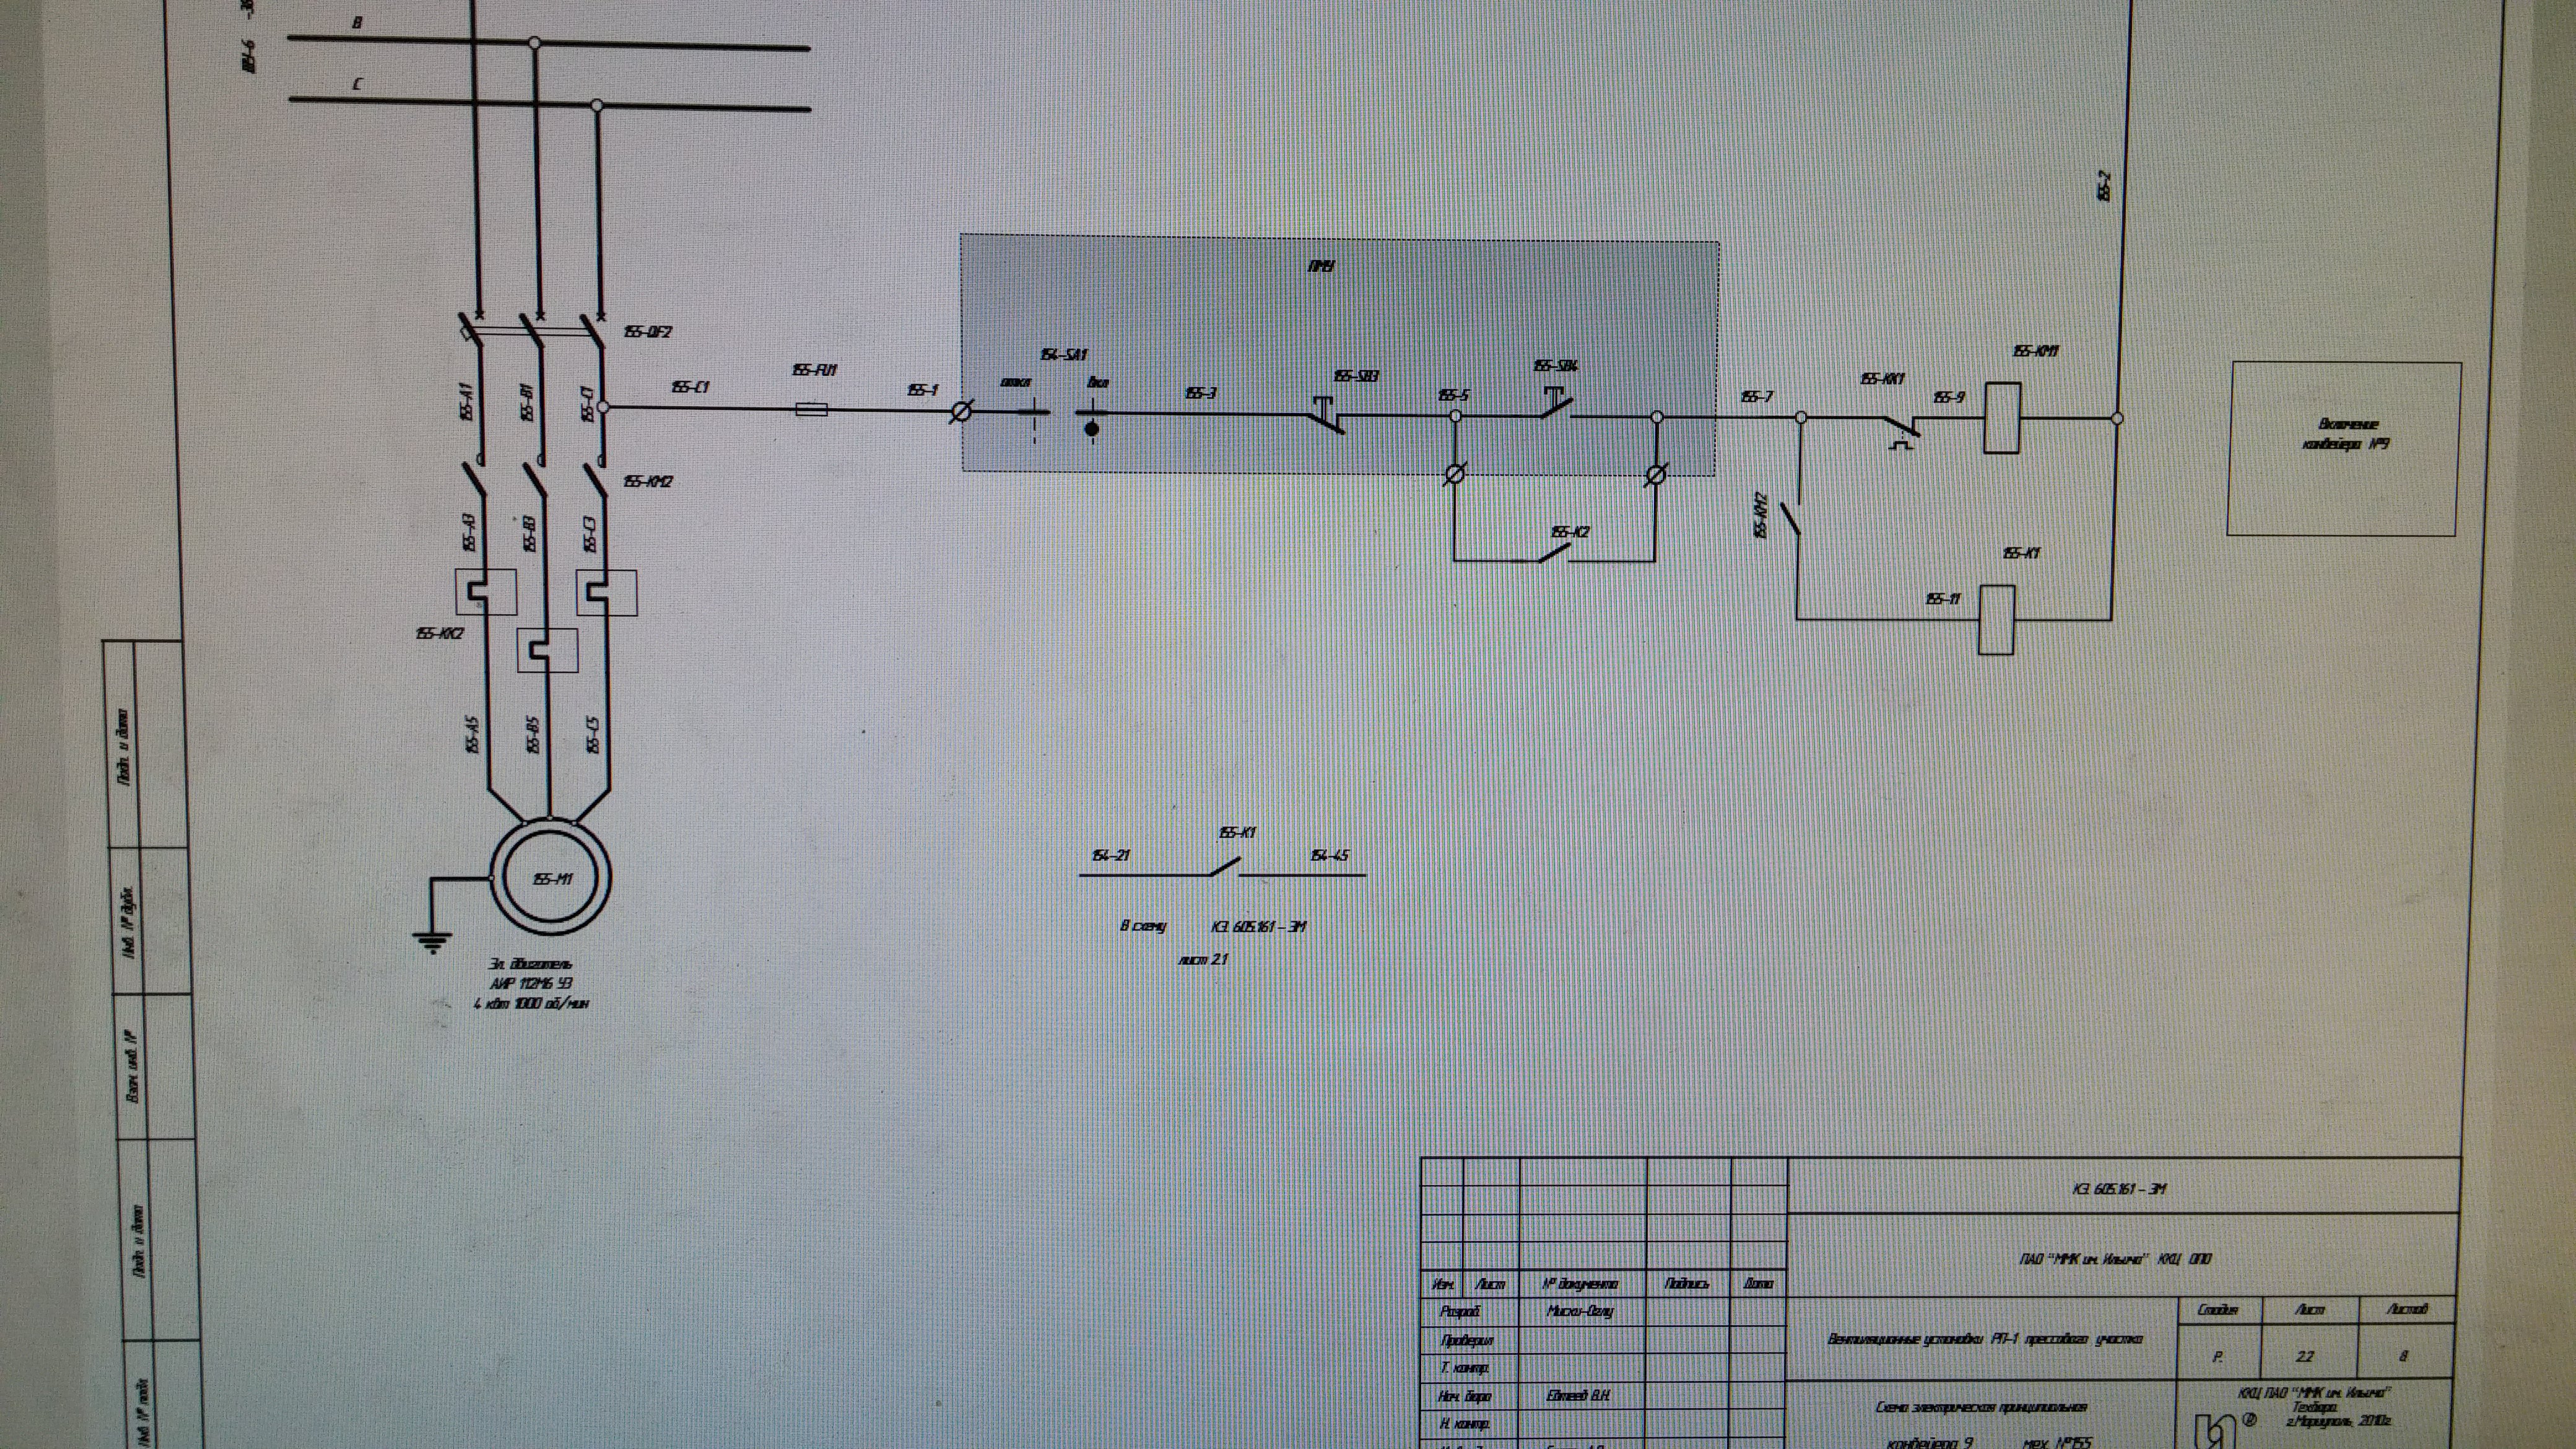 В
ШУ-6
С
155-2
ПМУ
155-QF2
154-SA1
155-FU1
155-C1
155-1
откл
Вкл
155-3
155-SB3
155-5
155-SB4
155-7
155-KK1
155-9
155-KM1
155-A1
155-B1
155-C1
Включение
конвейера №9
155-KM2
155-A3
155-B3
155-C3
155-K2
155-KM2
155-K1
155-11
155-KK2
155-A5
155-B5
155-C5
155-M1
155-K1
154-21
154-45
В схему КЭ. 605.161 - ЭМ
лист 2.1
Эл. двигатель
АИР 112М6 У3
4 квт 1000 об/мин
Подп. и дата
Инв. № дубл.
Взам. инв. №
Подп. и дата
Инв. № подл.
КЭ. 605.161 - ЭМ
ПАО "ММК им. Ильича" ККЦ ОПО
Изм. Лист № документа Подпись Дата
Разраб. Миски-Оглу
Проверил
Т. контр.
Нач. бюро Евтеев В.Н.
Н. контр.
Вентиляционные установки РП-1 прессового участка
Стадия Лист Листов
Р. 2.2 8
Схема электрическая принципиальная
конвейера 9 мех. №155
ККЦ ПАО "ММК им. Ильича"
Техбюро
г.Мариуполь, 2010г.